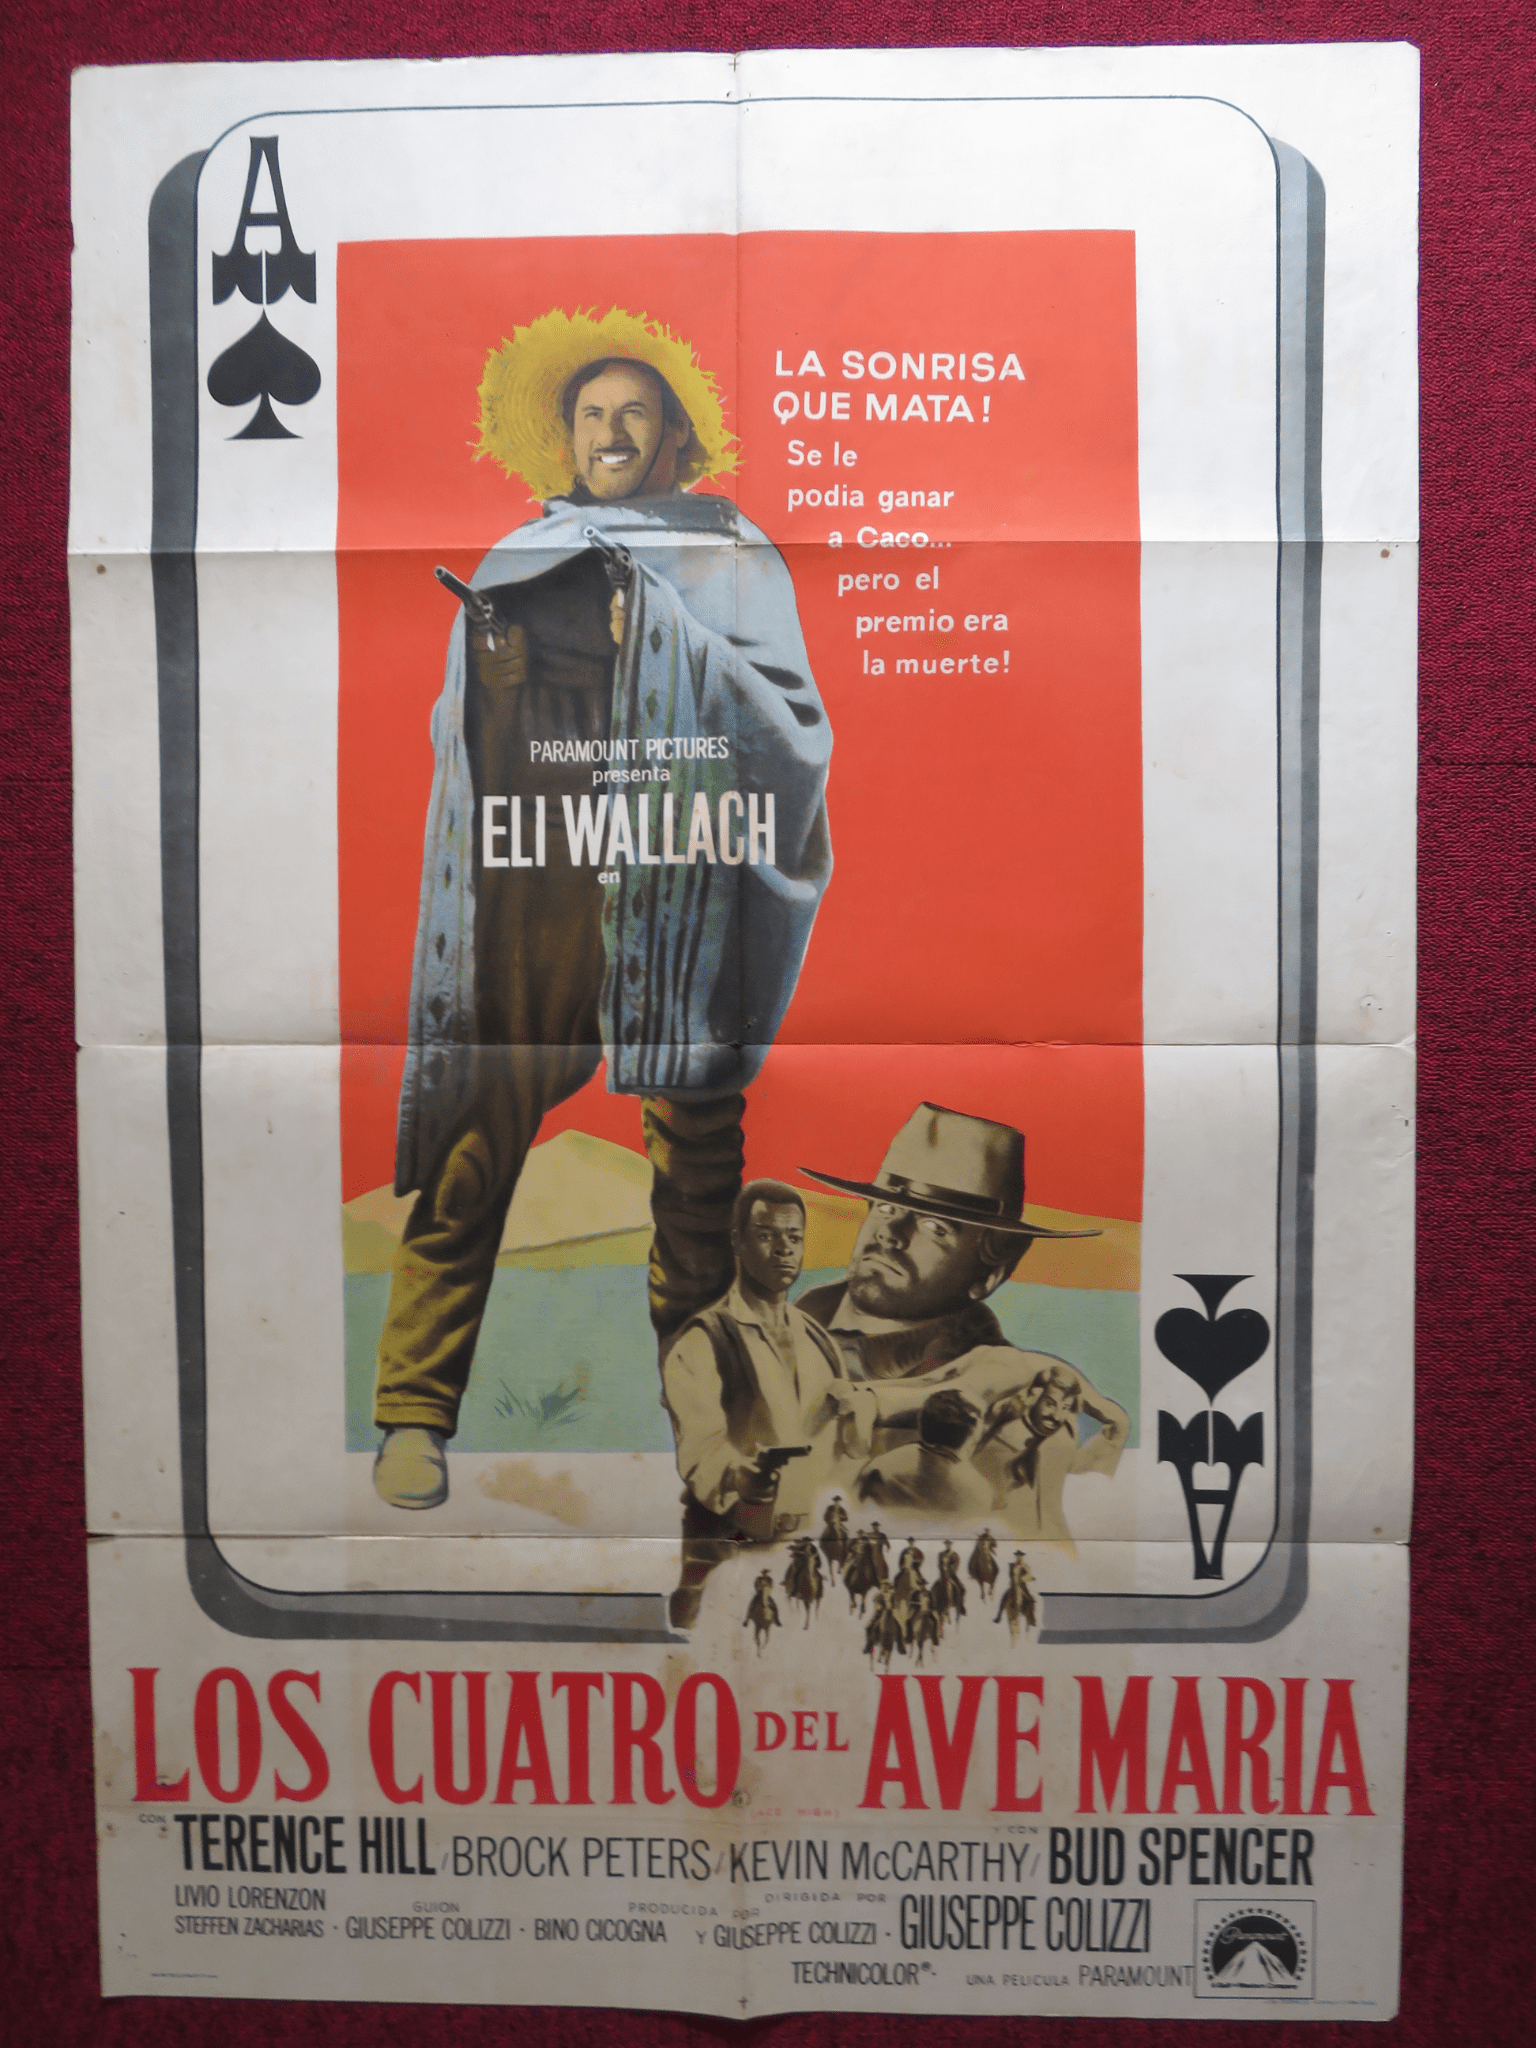 A
LA SONRISA
QUE MATA!
Se le
podia ganar
a Caco...
pero el
premio era
la muerte!
PARAMOUNT PICTURES
presenta
ELI WALLACH
en
A
LOS CUATRO DEL AVE MARIA
(ACE HIGH)
CON TERENCE HILL / BROCK PETERS / KEVIN McCARTHY / Y CON BUD SPENCER
LIVIO LORENZON
STEFFEN ZACHARIAS · GUION GIUSEPPE COLIZZI · PRODUCIDA POR BINO CICOGNA Y GIUSEPPE COLIZZI · DIRIGIDA POR GIUSEPPE COLIZZI
TECHNICOLOR®· UNA PELICULA PARAMOUNT
Paramount